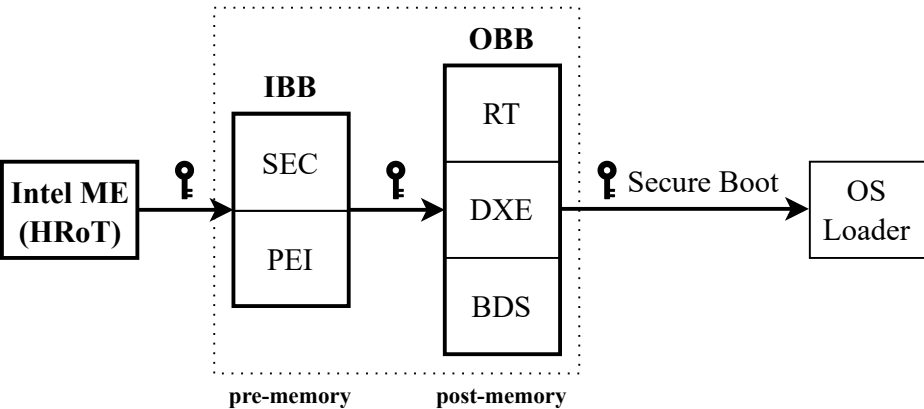 OBB
IBB
RT
SEC
Intel ME
(HRoT)
Secure Boot
DXE
OS
Loader
PEI
BDS
pre-memory
post-memory